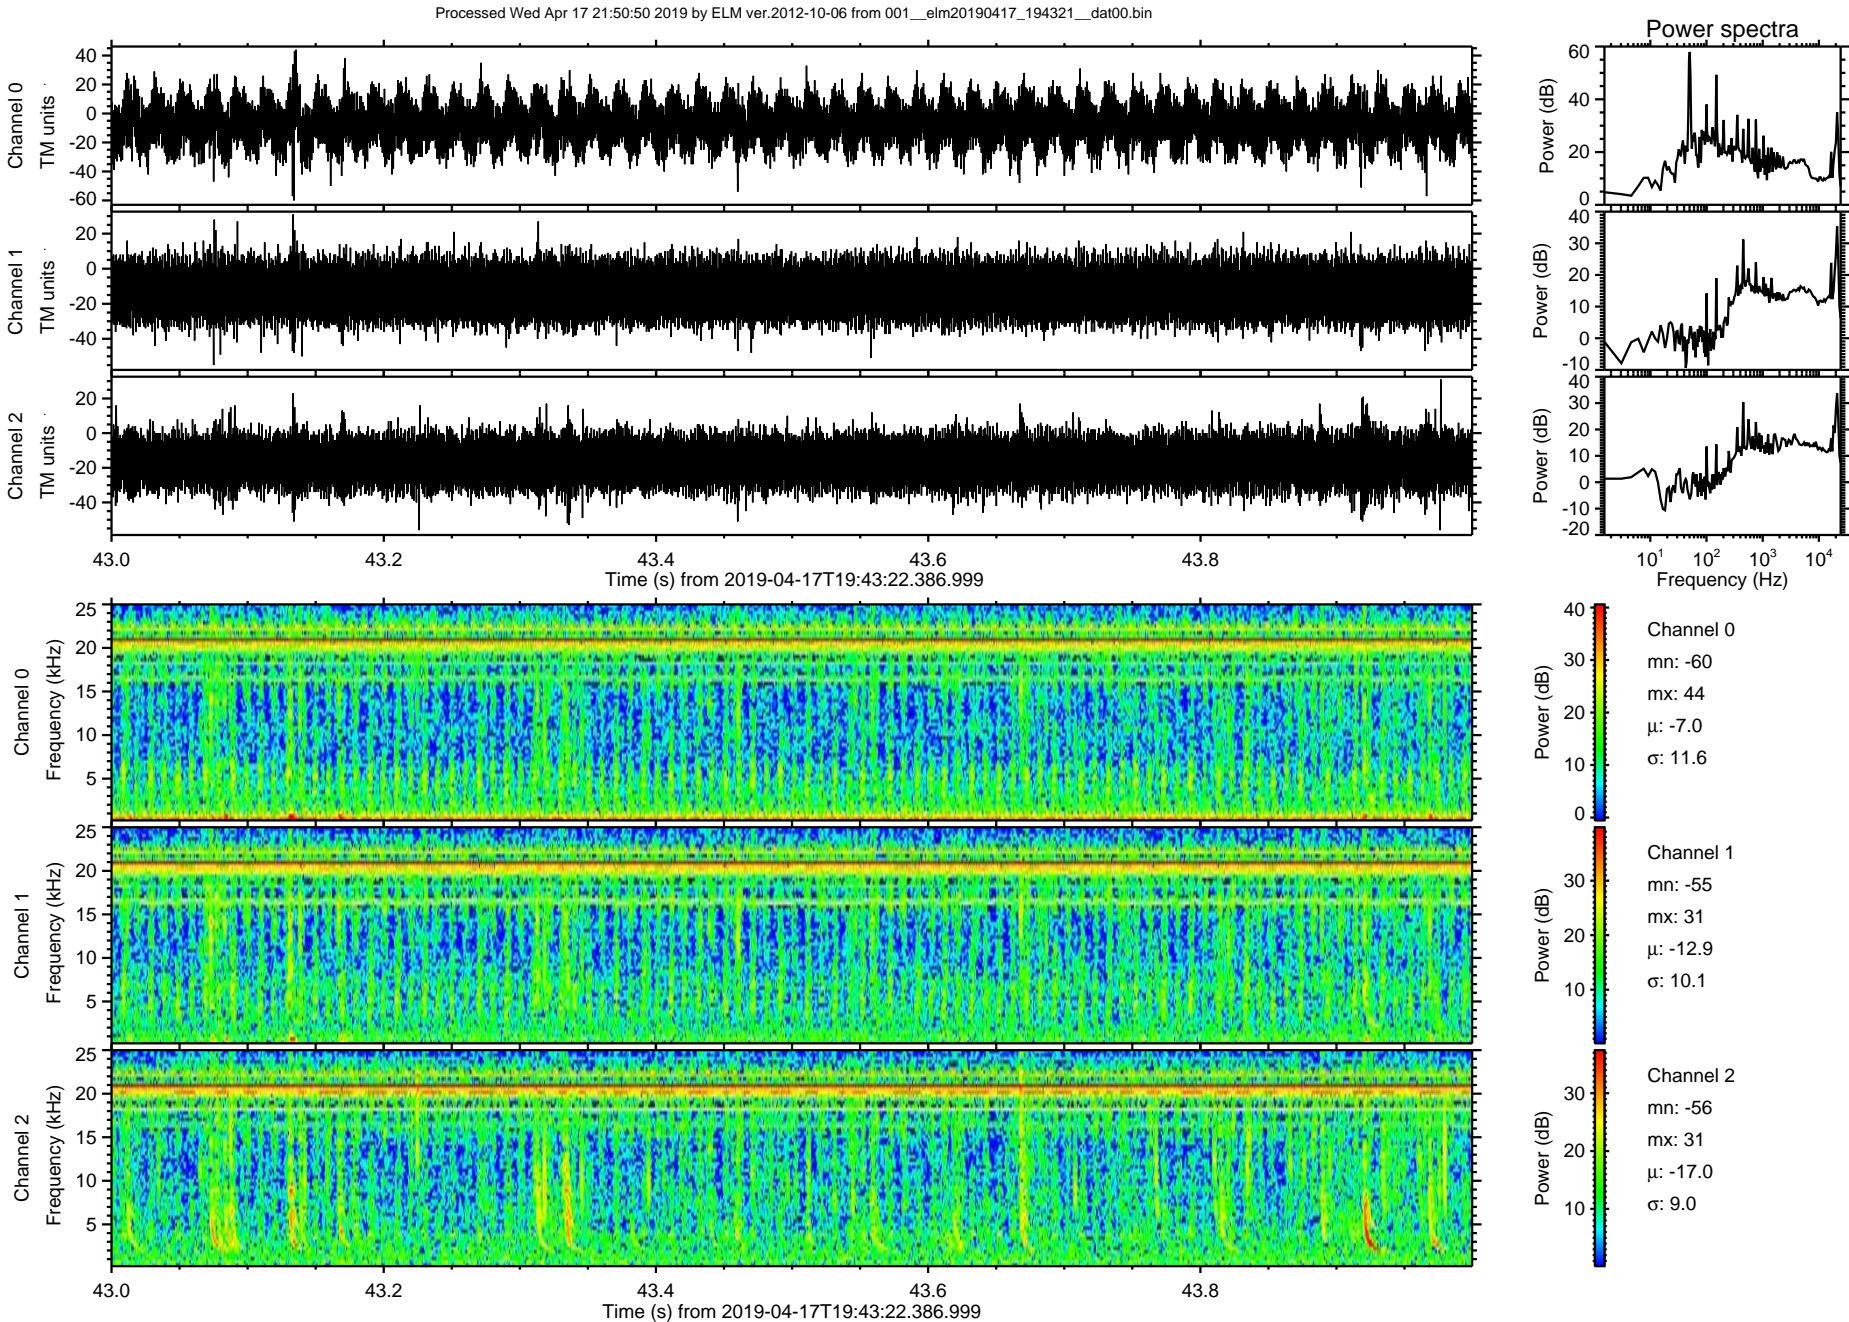 Processed Wed Apr 17 21:50:50 2019 by ELM ver.2012-10-06 from 001__elm20190417_194321__dat00.bin
Power spectra
Channel 0
TM units
40
20
0
-20
-40
-60
Power (dB)
60
40
20
0
Channel 1
TM units
20
0
-20
-40
Power (dB)
40
30
20
10
0
-10
Channel 2
TM units
20
0
-20
-40
Power (dB)
40
30
20
10
0
-10
-20
43.0 43.2 43.4 43.6 43.8
Time (s) from 2019-04-17T19:43:22.386.999
10^1 10^2 10^3 10^4
Frequency (Hz)
Channel 0
Frequency (kHz)
25
20
15
10
5
Power (dB)
40
30
20
10
0
Channel 0
mn: -60
mx: 44
μ: -7.0
σ: 11.6
Channel 1
Frequency (kHz)
25
20
15
10
5
Power (dB)
30
20
10
Channel 1
mn: -55
mx: 31
μ: -12.9
σ: 10.1
Channel 2
Frequency (kHz)
25
20
15
10
5
Power (dB)
30
20
10
Channel 2
mn: -56
mx: 31
μ: -17.0
σ: 9.0
43.0 43.2 43.4 43.6 43.8
Time (s) from 2019-04-17T19:43:22.386.999